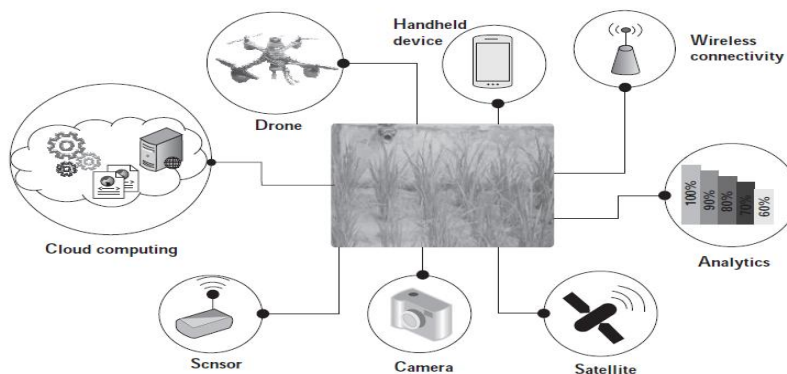 Handheld
device
Wireless
connectivity
Drone
Cloud computing
100%
90%
80%
70%
60%
Analytics
Scnsor
Camera
Satellite